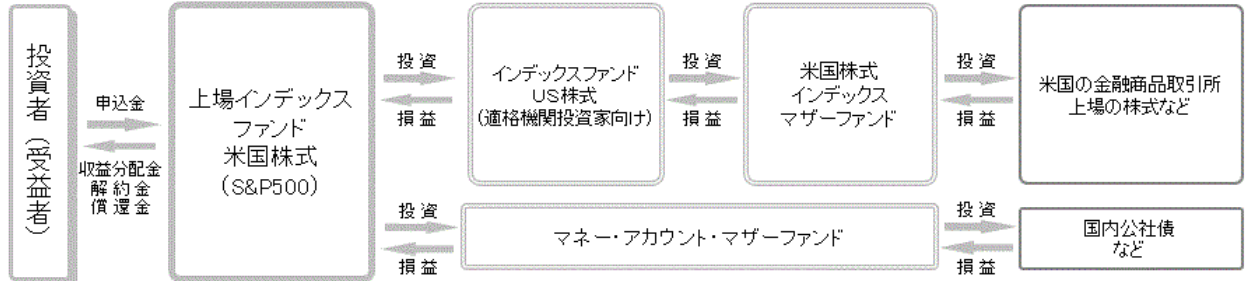 投資者（受益者）
申込金
収益分配金
解約金
償還金
上場インデックス
ファンド
米国株式
（S&P500）
投資
損益
インデックスファンド
US株式
（適格機関投資家向け）
投資
損益
米国株式
インデックス
マザーファンド
投資
損益
米国の金融商品取引所
上場の株式など
投資
損益
マネー・アカウント・マザーファンド
投資
損益
国内公社債
など